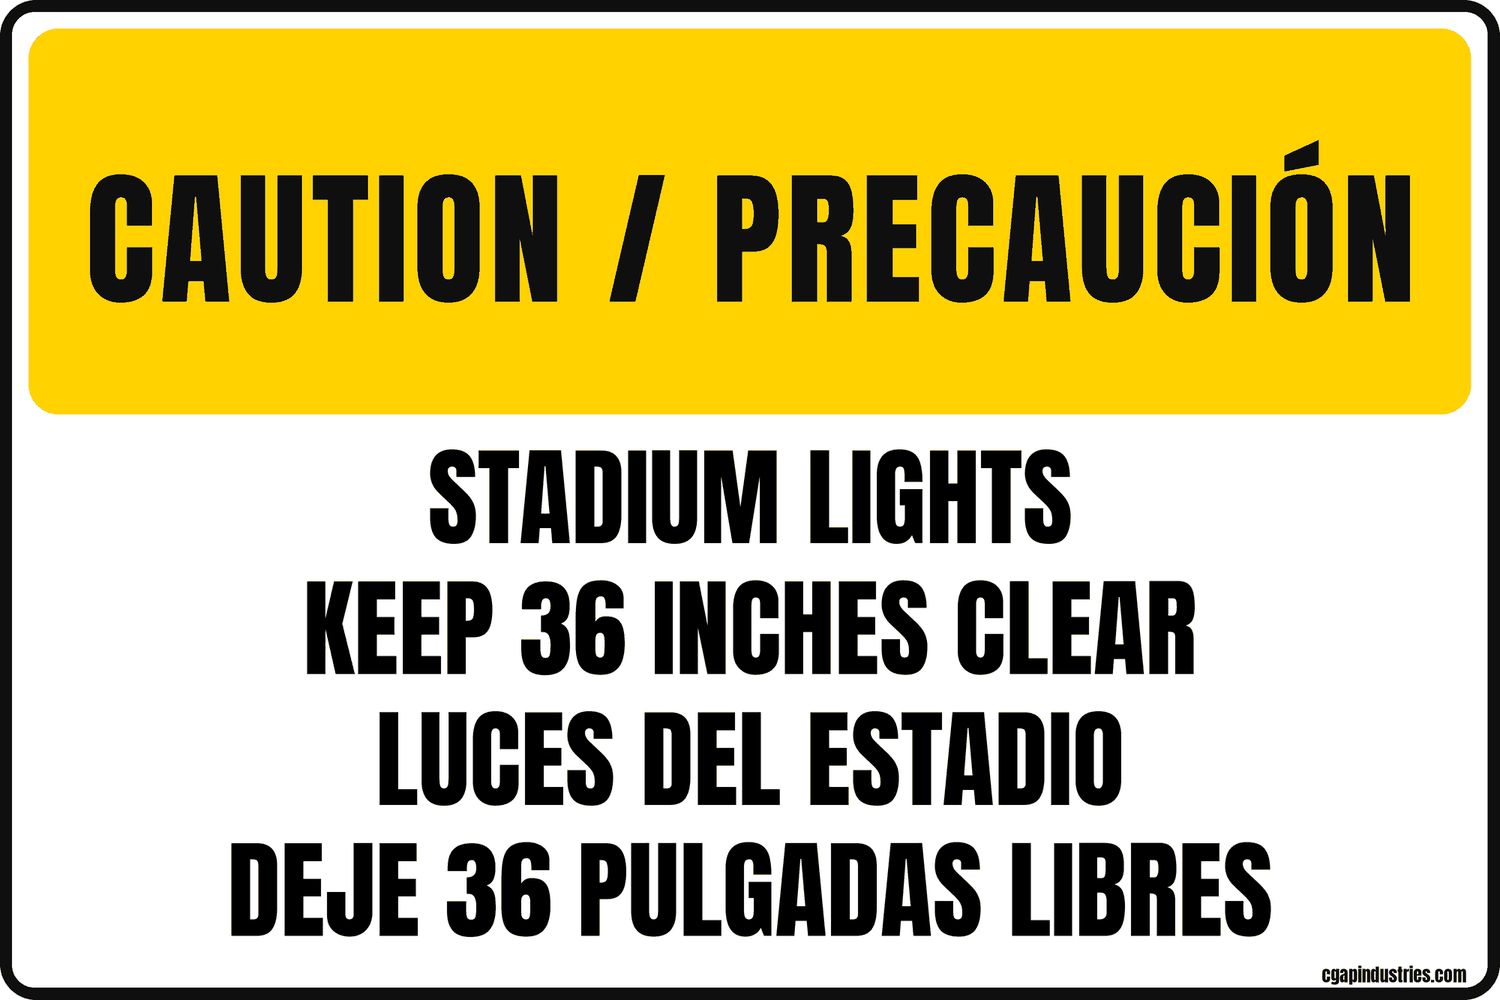 CAUTION / PRECAUCIÓN
STADIUM LIGHTS
KEEP 36 INCHES CLEAR
LUCES DEL ESTADIO
DEJE 36 PULGADAS LIBRES
cgapindustries.com